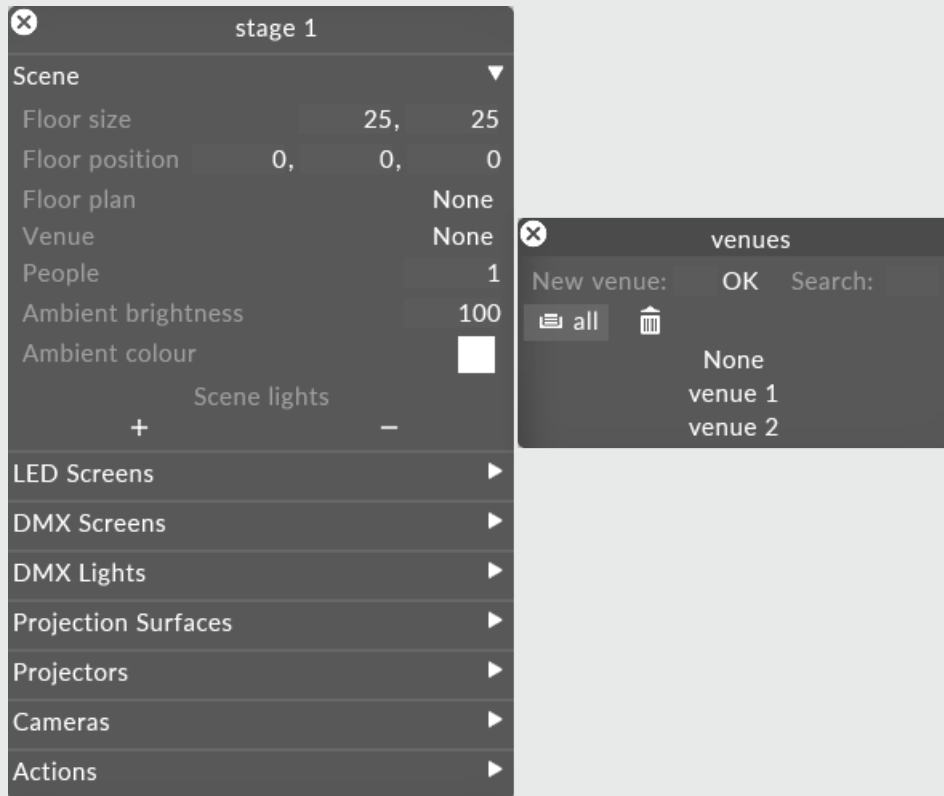 stage 1
Scene
Floor size 25, 25
Floor position 0, 0, 0
Floor plan None
Venue None
People 1
Ambient brightness 100
Ambient colour
Scene lights
+ −
LED Screens
DMX Screens
DMX Lights
Projection Surfaces
Projectors
Cameras
Actions
venues
New venue: OK Search:
all
None
venue 1
venue 2